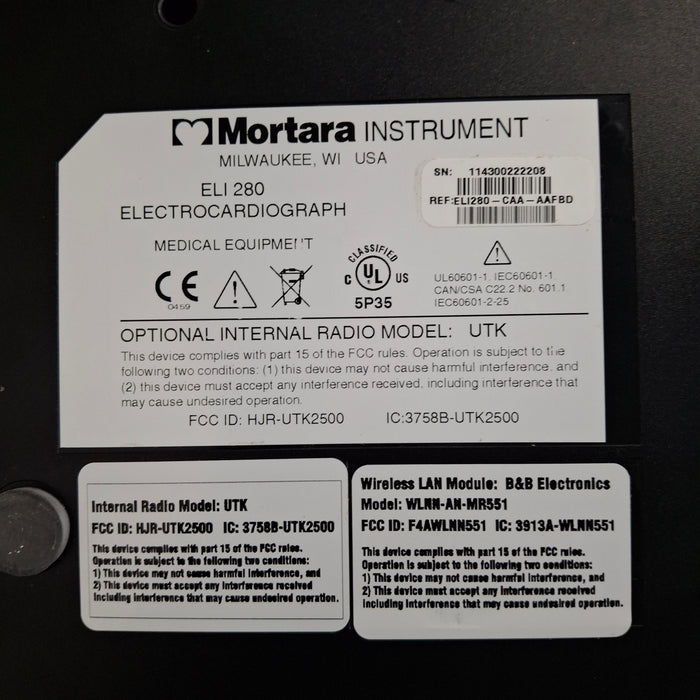 Mortara INSTRUMENT
MILWAUKEE, WI USA
ELI 280
ELECTROCARDIOGRAPH
SN: 114300222208
REF:ELI280-CAA-AAFBD
MEDICAL EQUIPMENT
CE
0459
CLASSIFIED
C UL US
5P35
UL60601-1, IEC60601-1
CAN/CSA C22.2 No. 601.1
IEC60601-2-25
OPTIONAL INTERNAL RADIO MODEL: UTK
This device complies with part 15 of the FCC rules. Operation is subject to the
following two conditions: (1) this device may not cause harmful interference. and
(2) this device must accept any interference received, including interference that
may cause undesired operation.
FCC ID: HJR-UTK2500 IC:3758B-UTK2500
Internal Radio Model: UTK
FCC ID: HJR-UTK2500 IC: 3758B-UTK2500
This device complies with part 15 of the FCC rules.
Operation is subject to the following two conditions:
1) This device may not cause harmful interference, and
2) This device must accept any interference received
including interference that may cause undesired operation.
Wireless LAN Module: B&B Electronics
Model: WLNN-AN-MR551
FCC ID: F4AWLNN551 IC: 3913A-WLNN551
This device complies with part 15 of the FCC rules.
Operation is subject to the following two conditions:
1) This device may not cause harmful interference, and
2) This device must accept any interference received
including interference that may cause undesired operation.